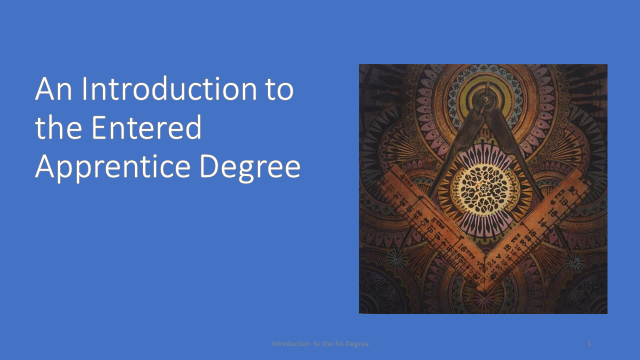 An Introduction to
the Entered
Apprentice Degree
Introduction to the EA Degree
1